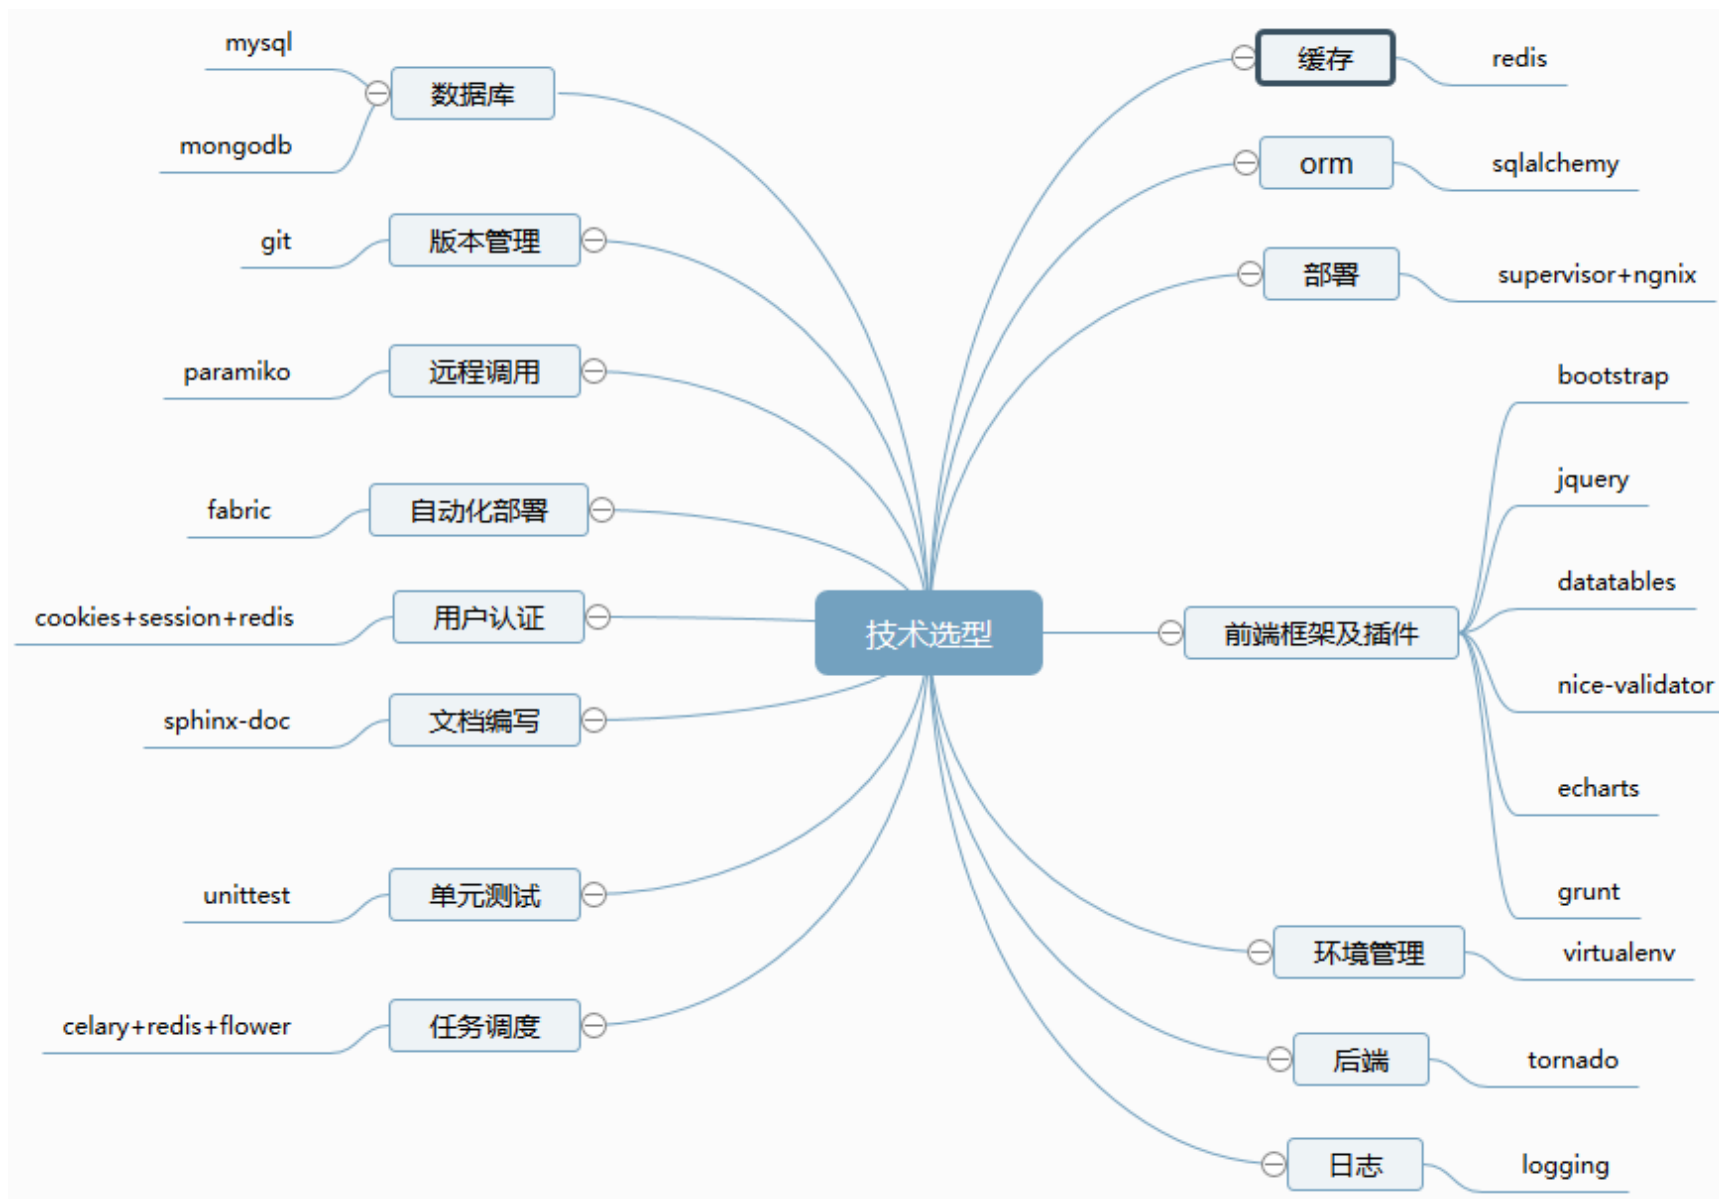 技术选型
数据库
mysql
mongodb
版本管理
git
远程调用
paramiko
自动化部署
fabric
用户认证
cookies+session+redis
文档编写
sphinx-doc
单元测试
unittest
任务调度
celary+redis+flower
缓存
redis
orm
sqlalchemy
部署
supervisor+ngnix
前端框架及插件
bootstrap
jquery
datatables
nice-validator
echarts
grunt
环境管理
virtualenv
后端
tornado
日志
logging